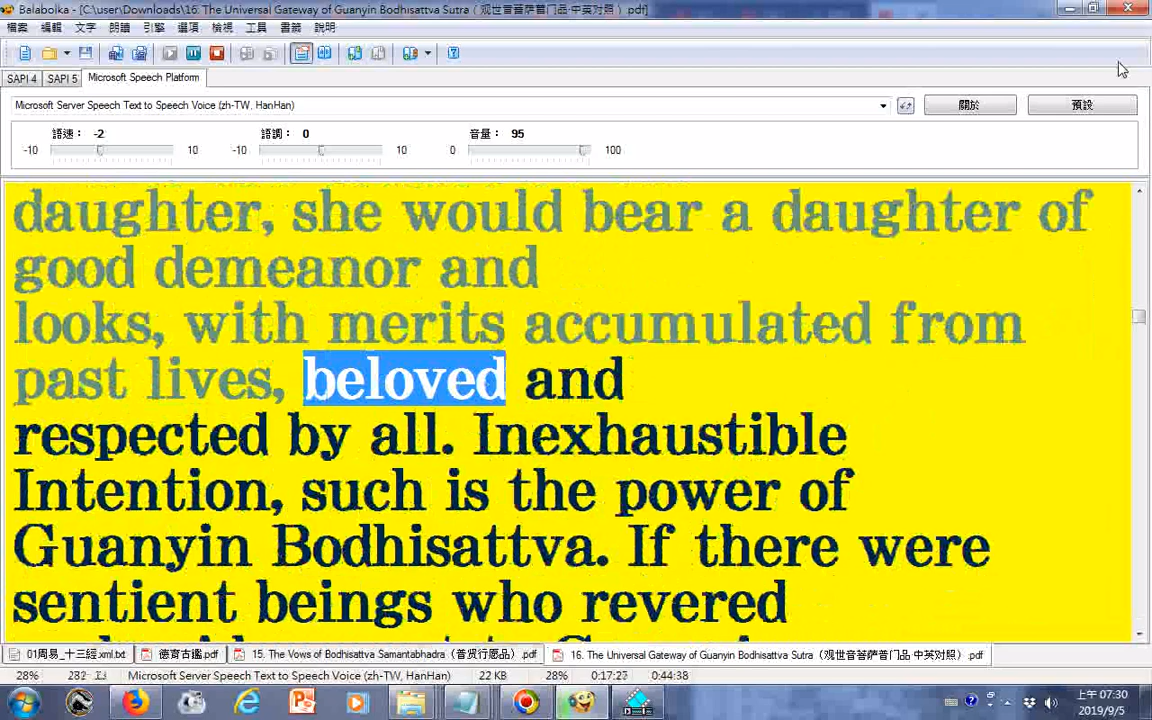 Balabolka - [C:\user\Downloads\16. The Universal Gateway of Guanyin Bodhisattva Sutra（观世音菩萨普门品 中英对照）.pdf]
檔案 編輯 文字 朗讀 引擎 選項 檢視 工具 書籤 說明
SAPI 4 SAPI 5 Microsoft Speech Platform
Microsoft Server Speech Text to Speech Voice (zh-TW, HanHan) 關於 預設
語速： -2 語調： 0 音量： 95
-10 10 -10 10 0 100
daughter, she would bear a daughter of
good demeanor and
looks, with merits accumulated from
past lives, beloved and
respected by all. Inexhaustible
Intention, such is the power of
Guanyin Bodhisattva. If there were
sentient beings who revered
01周易_十三經.xml.txt 德育古鑑.pdf 15. The Vows of Bodhisattva Samantabhadra（普贤行愿品）.pdf 16. The Universal Gateway of Guanyin Bodhisattva Sutra（观世音菩萨普门品 中英对照）.pdf
28% 282 Microsoft Server Speech Text to Speech Voice (zh-TW, HanHan) 22 KB 28% 0:17:27 0:44:38
上午 07:30
2019/9/5